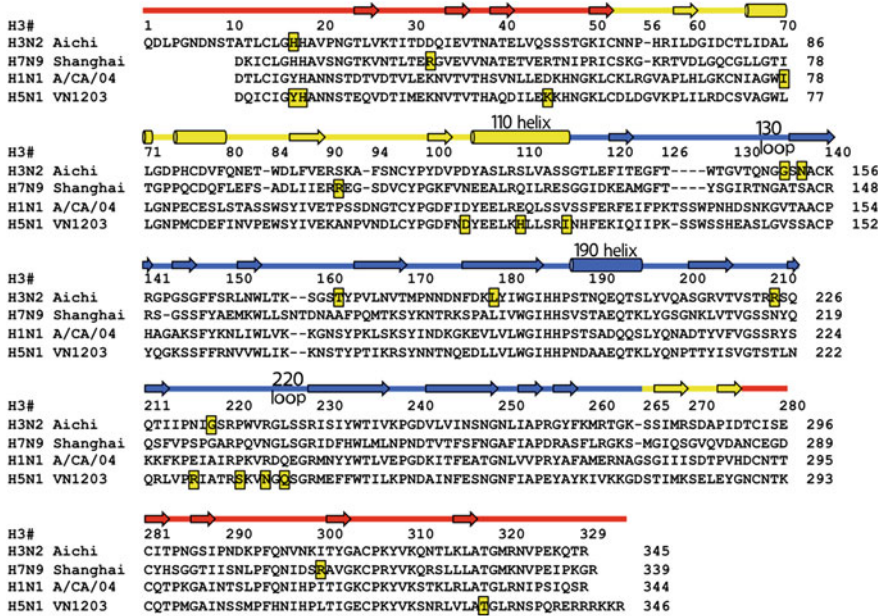 H3# 1 10 20 30 40 50 56 60 70
H3N2 Aichi QDLPGNDNSTATLCLGHHAVPNGTLVKTITDDQIEVTNATELVQSSSTGKICNNP-HRILDGIDCTLIDAL 86
H7N9 Shanghai DKICLGHHAVSNGTKVNTLTERGVEVVNATETVERTNIPRICSKG-KRTVDLGQCGLLGTI 78
H1N1 A/CA/04 DTLCIGYHANNSTDTVDTVLEKNVTVTHSVNLLEDKHNGKLCKLRGVAPLHLGKCNIAGWI 78
H5N1 VN1203 DQICIGYHANNSTEQVDTIMEKNVTVTHAQDILEKKHNGKLCDLDGVKPLILRDCSVAGWL 77
110 helix
130 loop
H3# 71 80 84 90 94 100 110 120 126 130 140
H3N2 Aichi LGDPHCDVFQNET-WDLFVERSKA-FSNCYPYDVPDYASLRSLVASSGTLEFITEGFT----WTGVTQNGGSNACK 156
H7N9 Shanghai TGPPQCDQFLEFS-ADLIIERREGSDVCYPGKFVNEEALRQILRESGGIDKEAMGFT----YSGIRTNGATSACR 148
H1N1 A/CA/04 LGNPECESLSTASSWSYIVETPSSDNGTCYPGDFIDYEELREQLSSVSSFERFEIFPKTSSWPNHDSNKGVTAACP 154
H5N1 VN1203 LGNPMCDEFINVPEWSYIVEKANPVNDLCYPGDFNDYEELKHLLSRINHFEKIQIIPK-SSWSSHEASLGVSSACP 152
190 helix
H3# 141 150 160 170 180 190 200 210
H3N2 Aichi RGPGSGFFSRLNWLTK--SGSTYPVLNVTMPNNDNFDKLYIWGIHHPSTNQEQTSLYVQASGRVTVSTRRSQ 226
H7N9 Shanghai RS-GSSFYAEMKWLLSNTDNAAFPQMTKSYKNTRKSPALIVWGIHHSVSTAEQTKLYGSGNKLVTVGSSNYQ 219
H1N1 A/CA/04 HAGAKSFYKNLIWLVK-KGNSYPKLSKSYINDKGKEVLVLWGIHHPSTSADQQSLYQNADTYVFVGSSRYS 224
H5N1 VN1203 YQGKSSFFRNVVWLIK-KNSTYPTIKRSYNNTNQEDLLVLWGIHHPNDAAEQTKLYQNPTTYISVGTSTLN 222
220 loop
H3# 211 220 230 240 250 260 265 270 280
H3N2 Aichi QTIIPNIGSRPWVRGLSSRISIYWTIVKPGDVLVINSNGNLIAPRGYFKMRTGK-SSIMRSDAPIDTCISE 296
H7N9 Shanghai QSFVPSPGARPQVNGLSGRIDFHWLMLNPNDTVTFSFNGAFIAPDRASFLRGKS-MGIQSGVQVDANCEGD 289
H1N1 A/CA/04 KKFKPEIAIRPKVRDQEGRMNYYWTLVEPGDKITFEATGNLVVPRYAFAMERNAGSGIIISDTPVHDCNTT 295
H5N1 VN1203 QRLVPRIATRSKVNGQSGRMEFFWTILKPNDAINFESNGNFIAPEYAYKIVKKGDSTIMKSELEYGNCNTK 293
H3# 281 290 300 310 320 329
H3N2 Aichi CITPNGSIPNDKPFQNVNKITYGACPKYVKQNTLKLATGMRNVPEKQTR 345
H7N9 Shanghai CYHSGGTIISNLPFQNIDSRAVGKCPRYVKQRSLLLATGMKNVPEIPKGR 339
H1N1 A/CA/04 CQTPKGAINTSLPFQNIHPITIGKCPKYVKSTKLRLATGLRNIPSIQSR 344
H5N1 VN1203 CQTPMGAINSSMPFHNIHPLTIGECPKYVKSNRLVLATGLRNSPQRERRRKKR 346